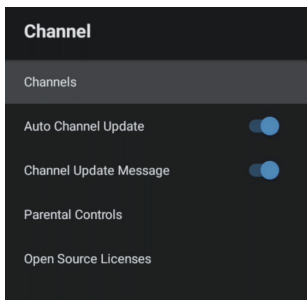 Channel
Channels
Auto Channel Update
Channel Update Message
Parental Controls
Open Source Licenses